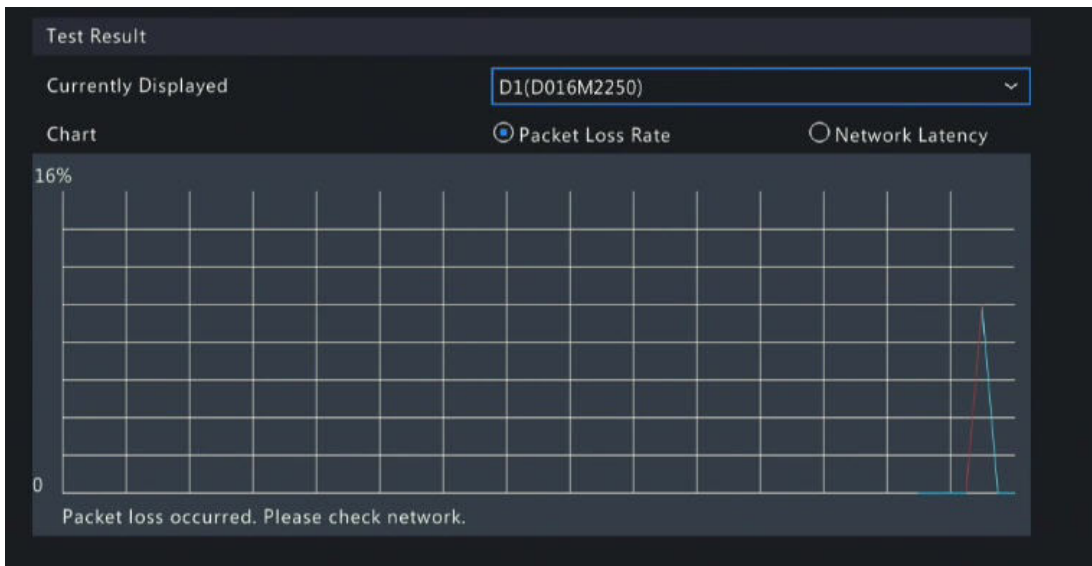 Test Result
Currently Displayed D1(D016M2250)
Chart Packet Loss Rate Network Latency
16%
0
Packet loss occurred. Please check network.